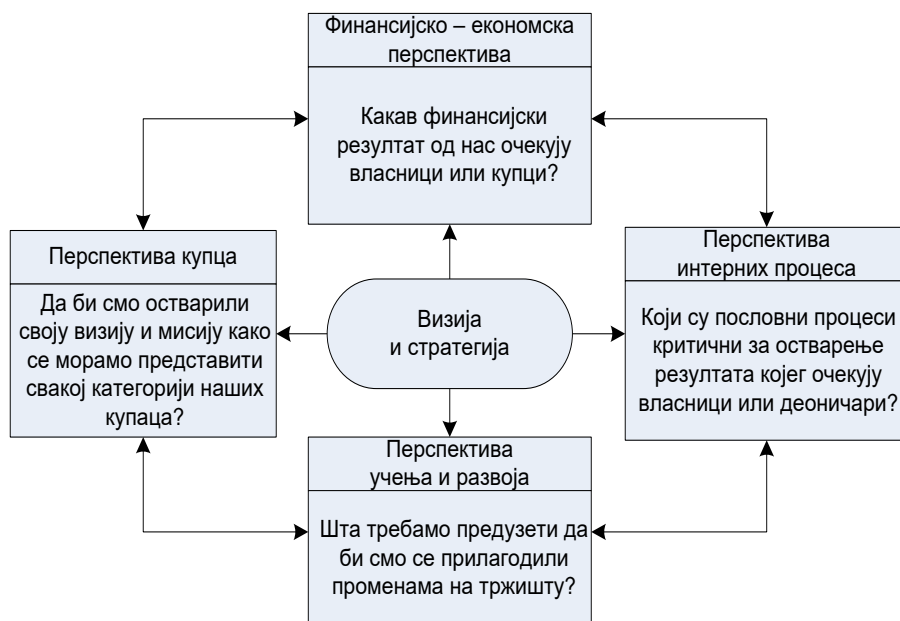 Финансијско – економска
перспектива
Какав финансијски
резултат од нас очекују
власници или купци?
Перспектива купца
Да би смо остварили
своју визију и мисију како
се морамо представити
свакој категорији наших
купаца?
Визија
и стратегија
Перспектива
интерних процеса
Који су пословни процеси
критични за остварење
резултата којег очекују
власници или деоничари?
Перспектива
учења и развоја
Шта требамо предузети да
би смо се прилагодили
променама на тржишту?